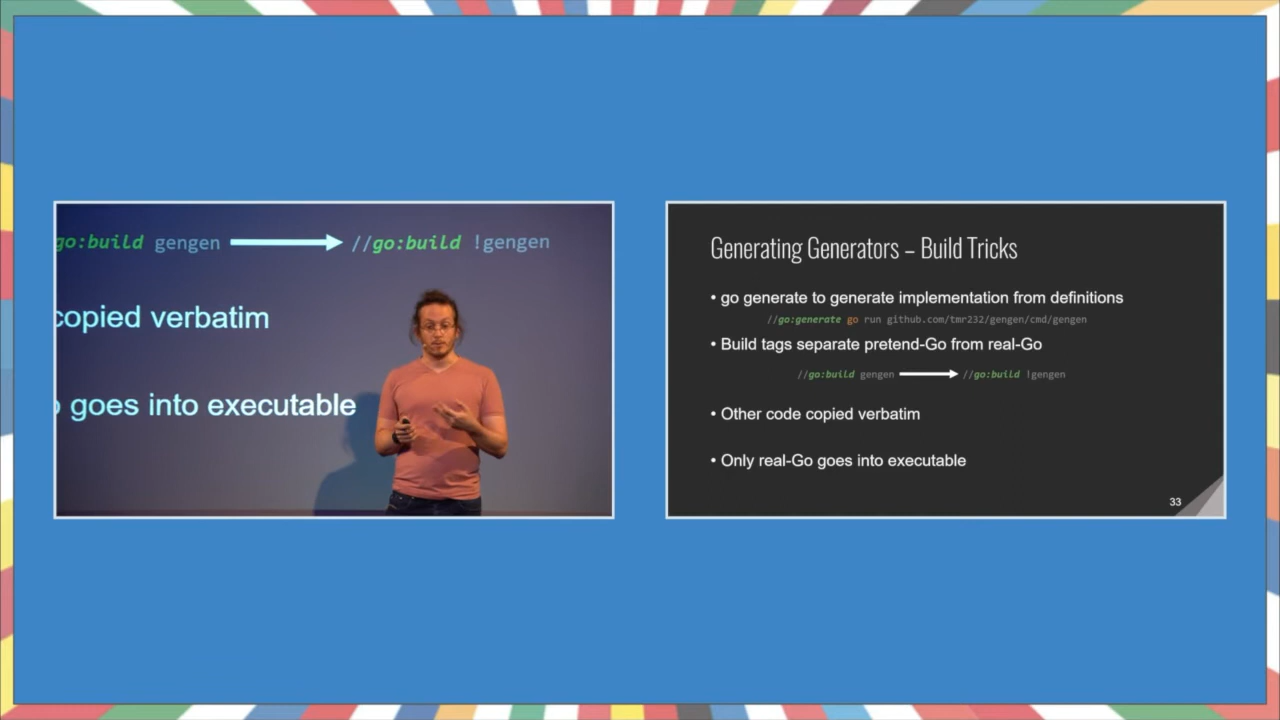 go:build gengen //go:build !gengen
copied verbatim
goes into executable
Generating Generators – Build Tricks
• go generate to generate implementation from definitions
//go:generate go run github.com/tmr232/gengen/cmd/gengen
• Build tags separate pretend-Go from real-Go
//go:build gengen //go:build !gengen
• Other code copied verbatim
• Only real-Go goes into executable
33